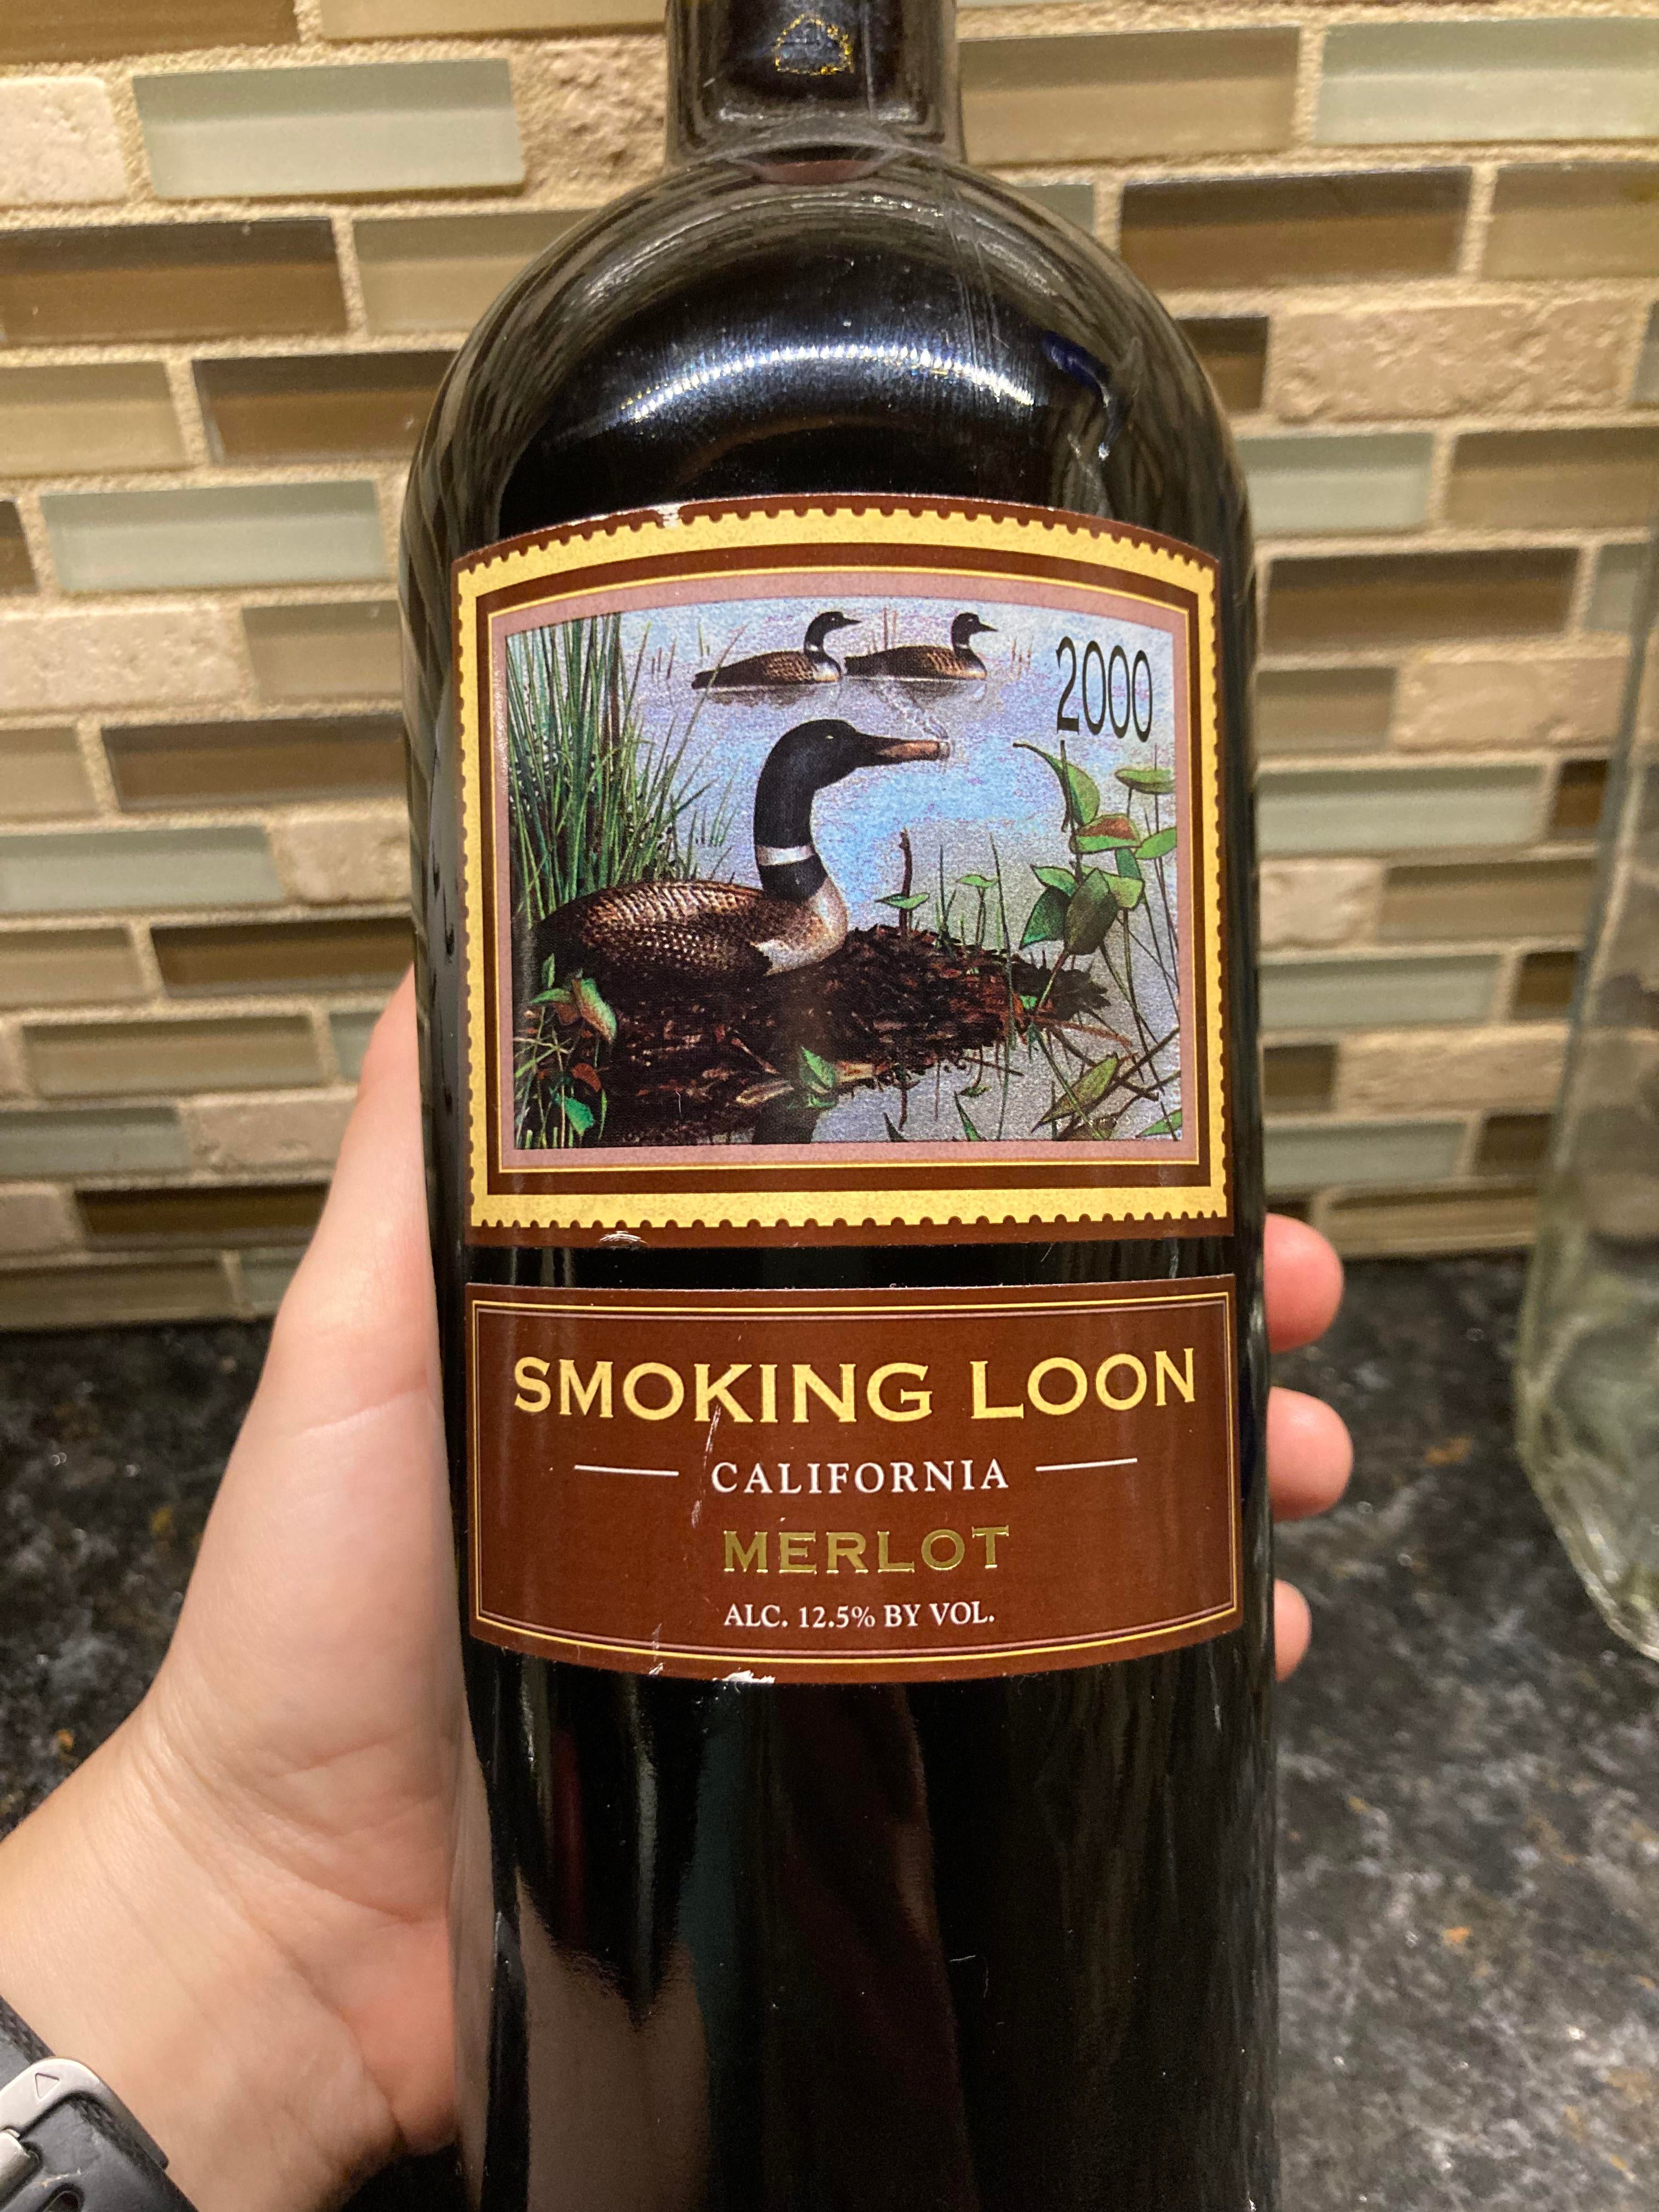 2000
SMOKING LOON
CALIFORNIA
MERLOT
ALC. 12.5% BY VOL.